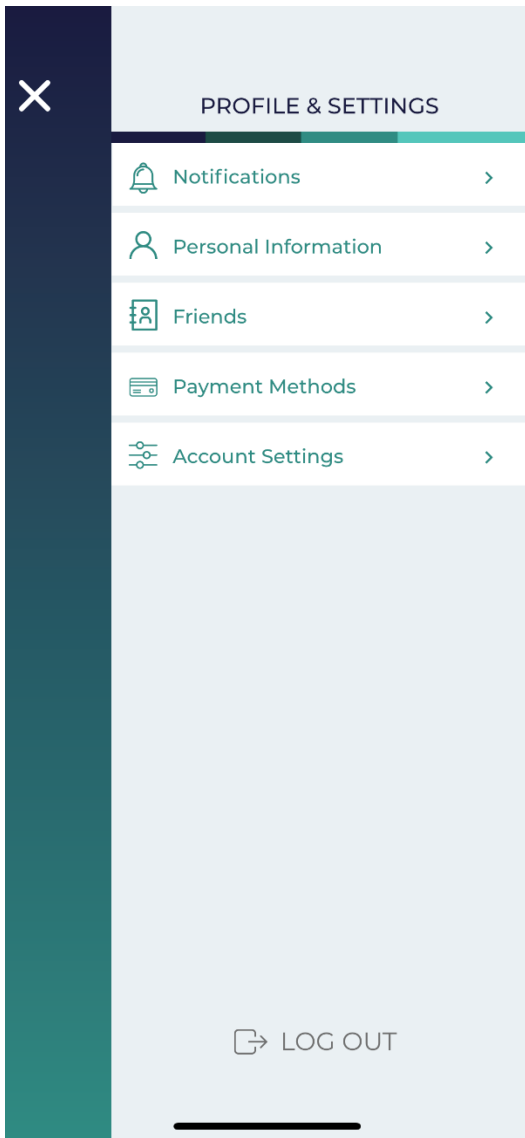 PROFILE & SETTINGS
Notifications
Personal Information
Friends
Payment Methods
Account Settings
LOG OUT